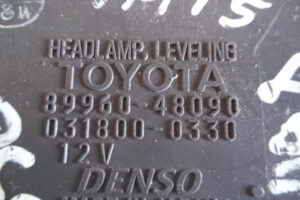 HEADLAMP, LEVELING
TOYOTA
89960-48090
031800-0330
12V
DENSO